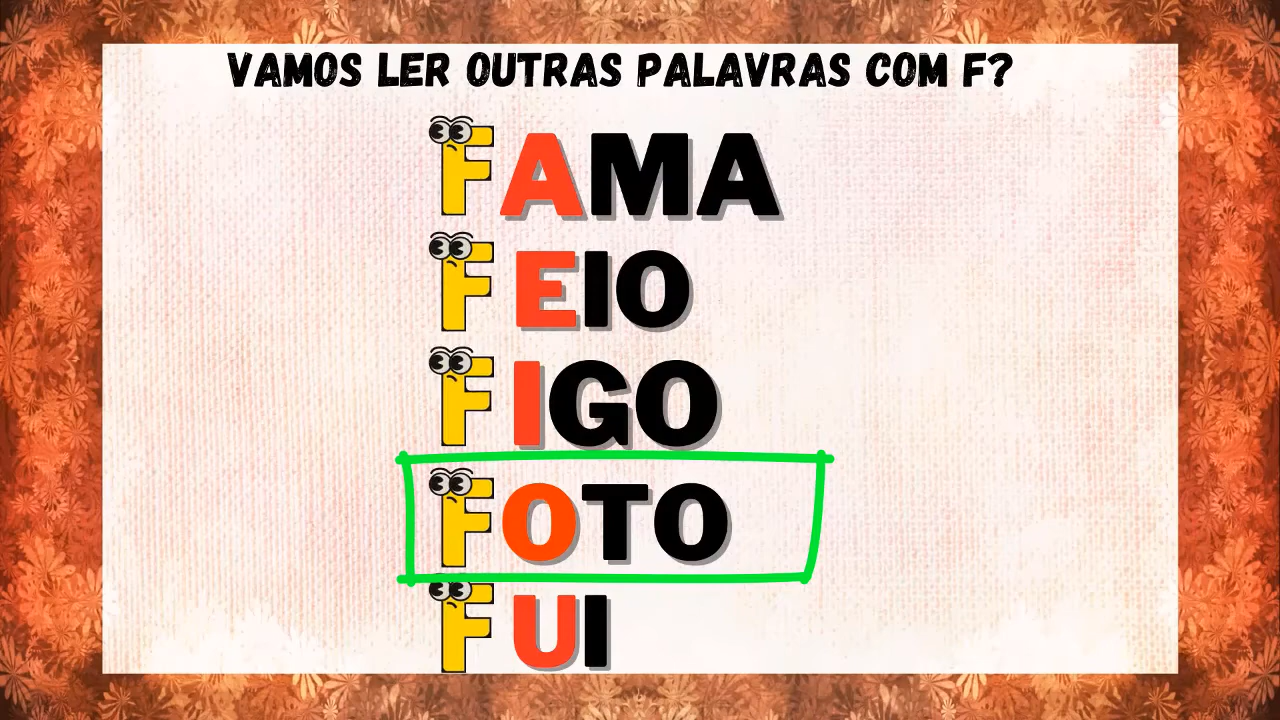 VAMOS LER OUTRAS PALAVRAS COM F?
FAMA
FEIO
FIGO
FOTO
FUI